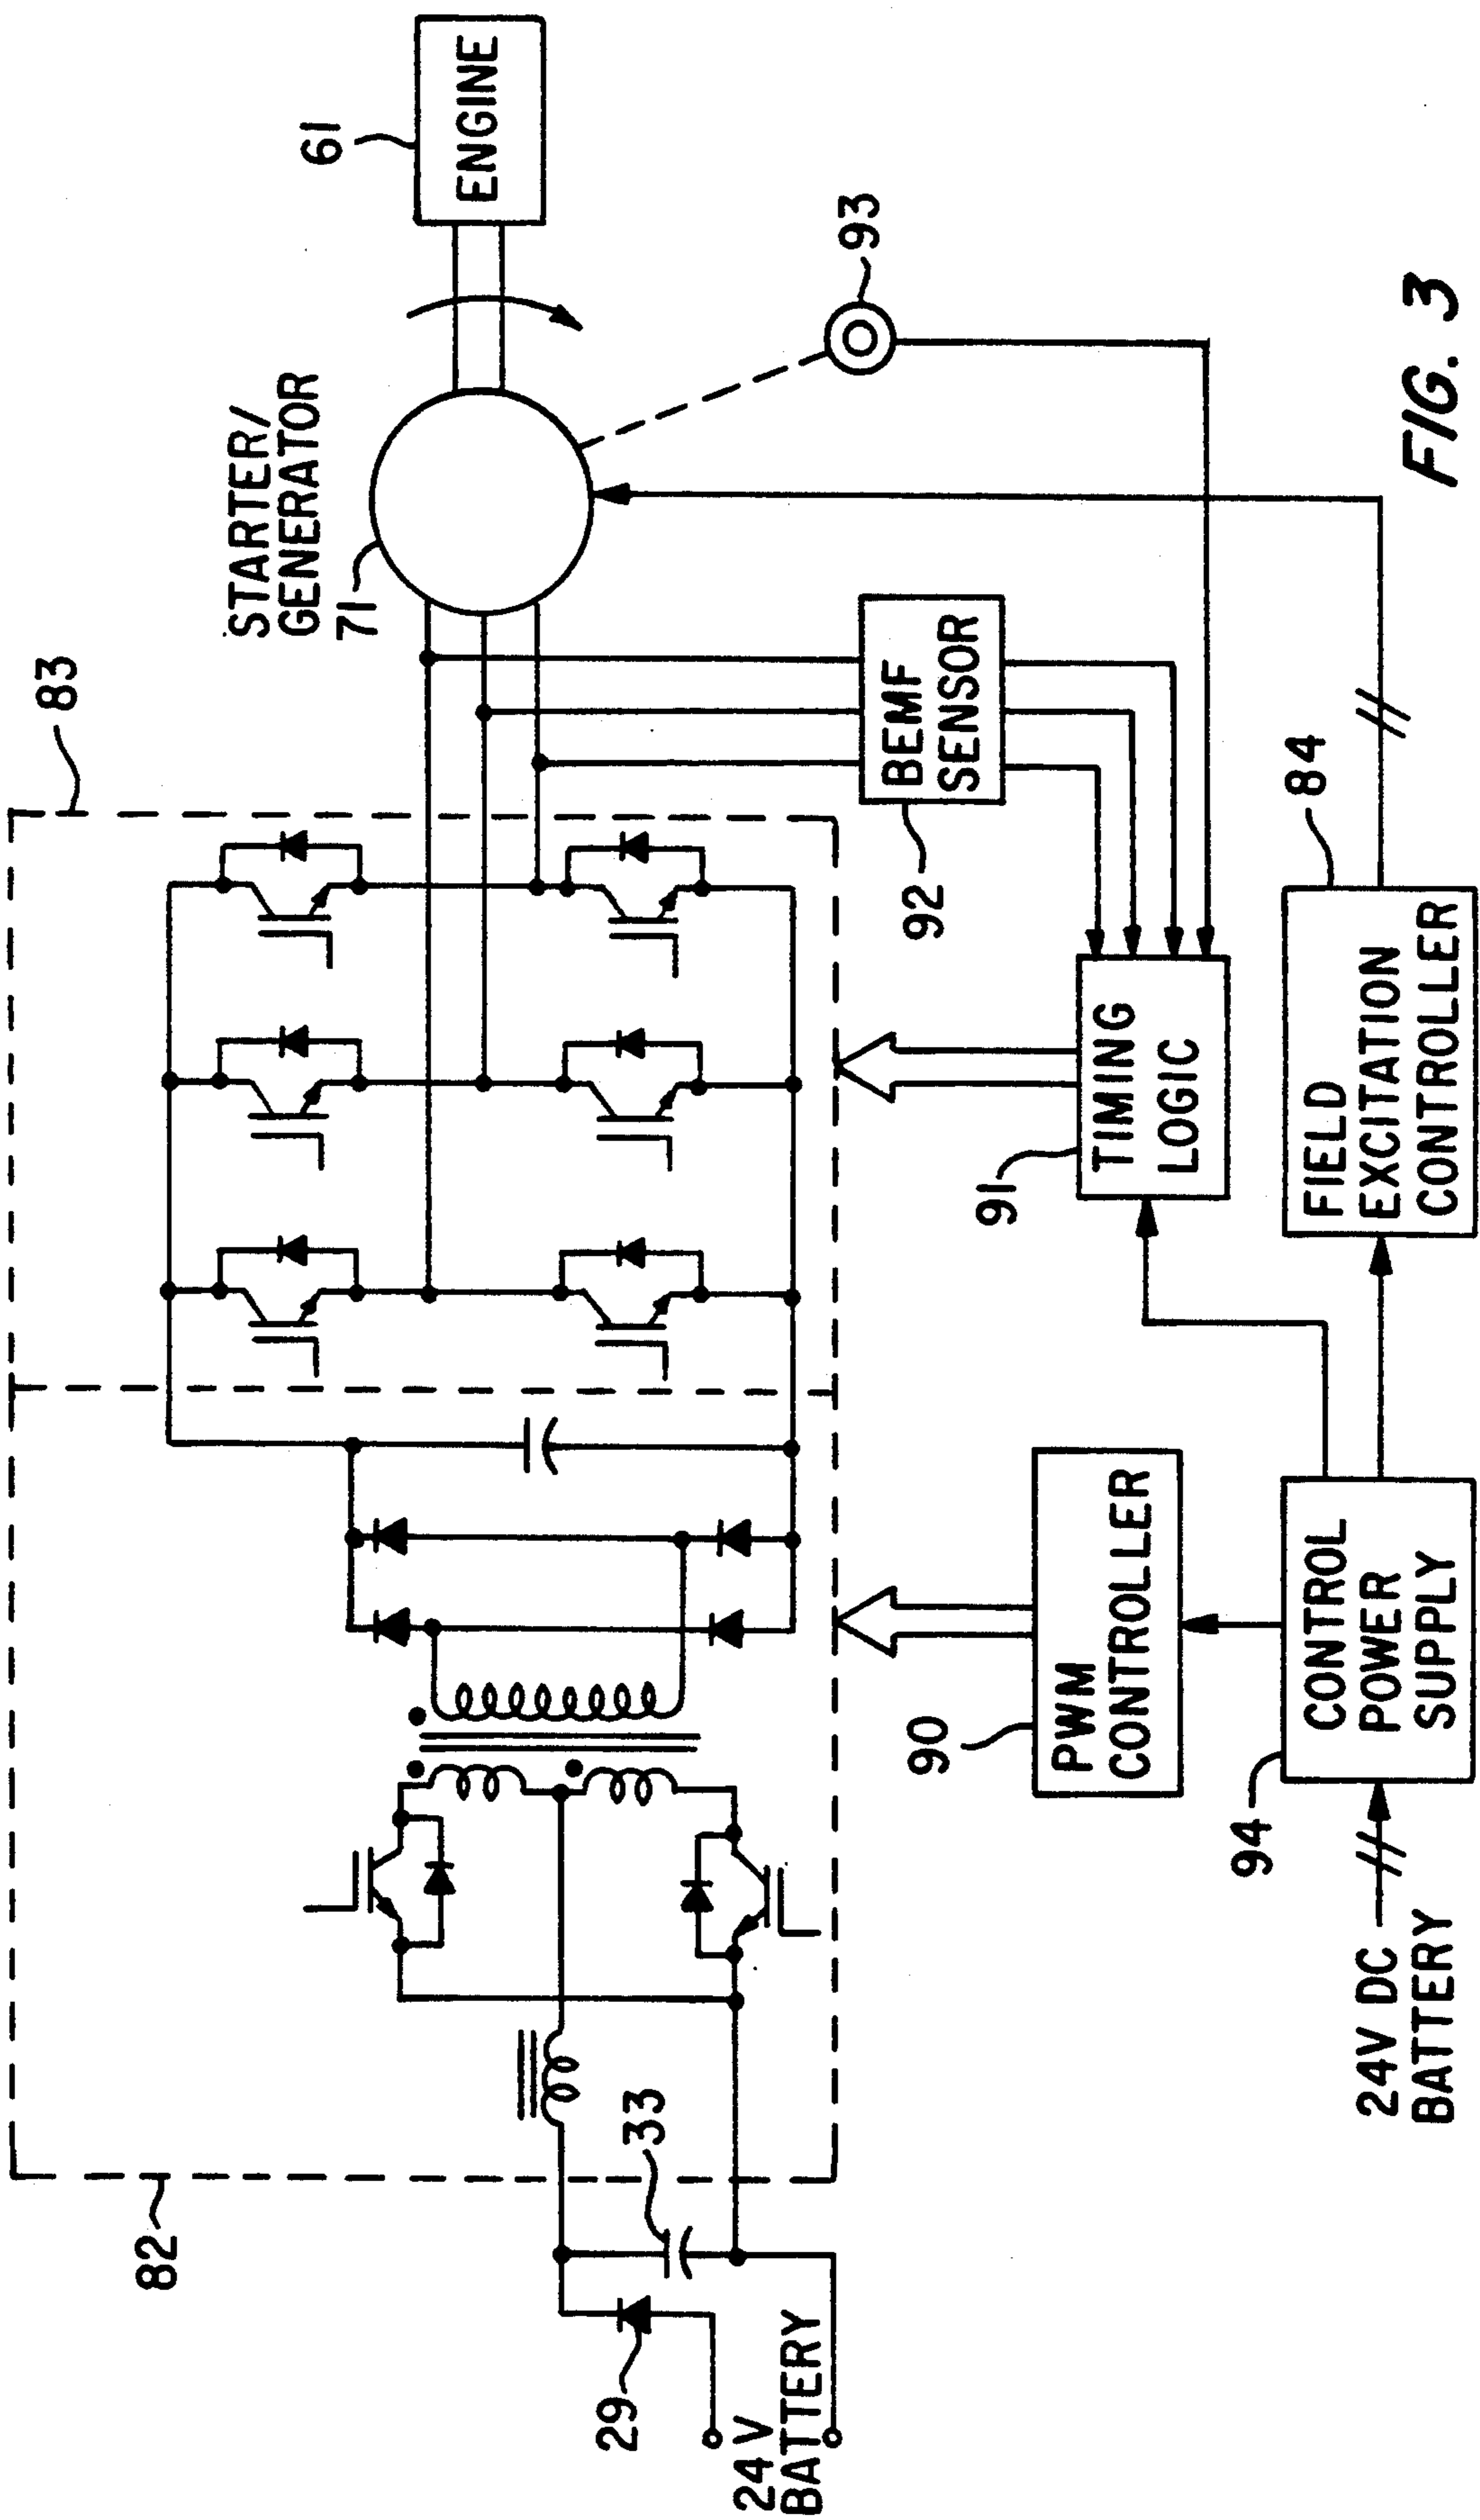 83
82
STARTER/
GENERATOR
71
61
ENGINE
29
33
24V
BATTERY
92
BEMF
SENSOR
93
90
PWM
CONTROLLER
91
TIMING
LOGIC
94
CONTROL
POWER
SUPPLY
84
FIELD
EXCITATION
CONTROLLER
24V DC
BATTERY
FIG. 3